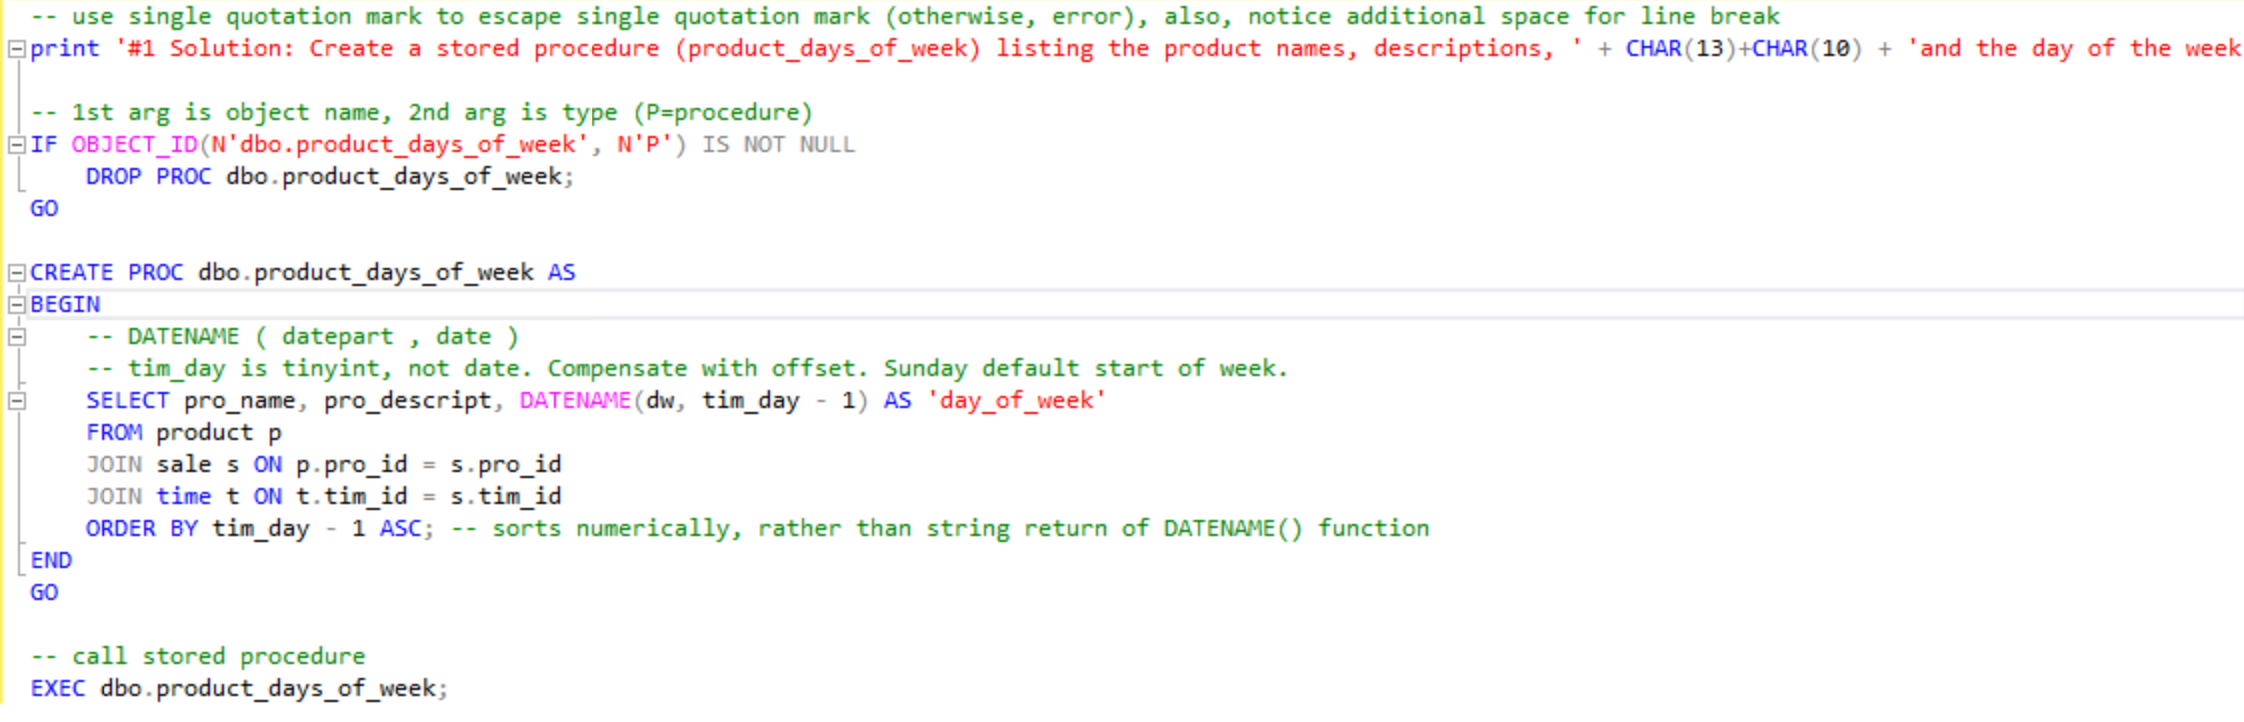 -- use single quotation mark to escape single quotation mark (otherwise, error), also, notice additional space for line break
print '#1 Solution: Create a stored procedure (product_days_of_week) listing the product names, descriptions, ' + CHAR(13)+CHAR(10) + 'and the day of the week
-- 1st arg is object name, 2nd arg is type (P=procedure)
IF OBJECT_ID(N'dbo.product_days_of_week', N'P') IS NOT NULL
DROP PROC dbo.product_days_of_week;
GO
CREATE PROC dbo.product_days_of_week AS
BEGIN
-- DATENAME ( datepart , date )
-- tim_day is tinyint, not date. Compensate with offset. Sunday default start of week.
SELECT pro_name, pro_descript, DATENAME(dw, tim_day - 1) AS 'day_of_week'
FROM product p
JOIN sale s ON p.pro_id = s.pro_id
JOIN time t ON t.tim_id = s.tim_id
ORDER BY tim_day - 1 ASC; -- sorts numerically, rather than string return of DATENAME() function
END
GO
-- call stored procedure
EXEC dbo.product_days_of_week;